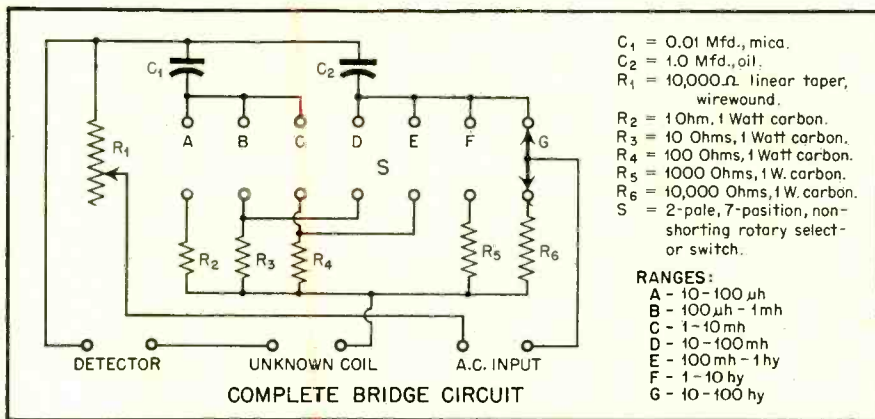 C₁
C₂
R₁
A
B
C
D
E
F
G
S
R₂
R₃
R₄
R₅
R₆
DETECTOR
UNKNOWN COIL
A.C. INPUT
COMPLETE BRIDGE CIRCUIT
C₁ = 0.01 Mfd., mica.
C₂ = 1.0 Mfd., oil.
R₁ = 10,000Ω linear taper,
wirewound.
R₂ = 1 Ohm, 1 Watt carbon.
R₃ = 10 Ohms, 1 Watt carbon.
R₄ = 100 Ohms, 1 Watt carbon.
R₅ = 1000 Ohms, 1 W. carbon.
R₆ = 10,000 Ohms, 1 W. carbon.
S = 2-pale, 7-position, non-
shorting rotary select-
or switch.
RANGES:
A - 10-100 µh
B - 100 µh - 1 mh
C - 1-10 mh
D - 10-100 mh
E - 100 mh - 1 hy
F - 1-10 hy
G - 10-100 hy